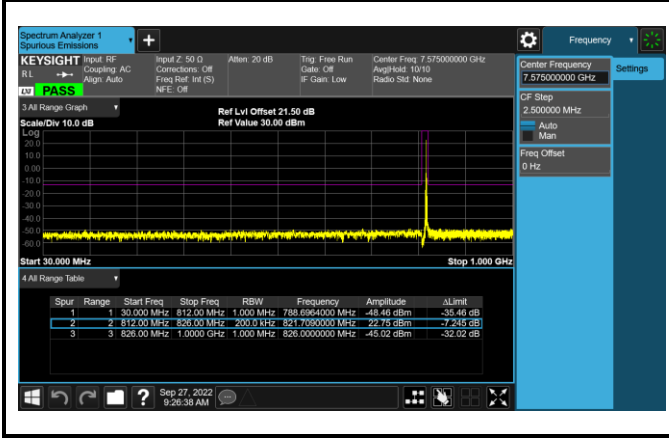 Spectrum Analyzer 1
Spurious Emissions
Frequency
KEYSIGHT Input: RF Input Z: 50 Ω Atten: 20 dB Trig: Free Run Center Freq: 7.575000000 GHz
RL Coupling: AC Corrections: Off Gate: Off Avg|Hold: 10/10
Align: Auto Freq Ref: Int (S) IF Gain: Low Radio Std: None
LXI PASS NFE: Off
Center Frequency
7.575000000 GHz
Settings
CF Step
2.500000 MHz
Auto
Man
Freq Offset
0 Hz
3 All Range Graph
Ref Lvl Offset 21.50 dB
Scale/Div 10.0 dB Ref Value 30.00 dBm
Log
20.0
10.0
0.00
-10.0
-20.0
-30.0
-40.0
-50.0
-60.0
Start 30.000 MHz Stop 1.000 GHz
4 All Range Table
Spur Range Start Freq Stop Freq RBW Frequency Amplitude ΔLimit
1 1 30.000 MHz 812.00 MHz 1.000 MHz 788.6964000 MHz -48.46 dBm -35.46 dB
2 2 812.00 MHz 826.00 MHz 200.0 kHz 821.7090000 MHz 22.75 dBm -7.245 dB
3 3 826.00 MHz 1.0000 GHz 1.000 MHz 826.0000000 MHz -45.02 dBm -32.02 dB
? Sep 27, 2022
9:26:38 AM